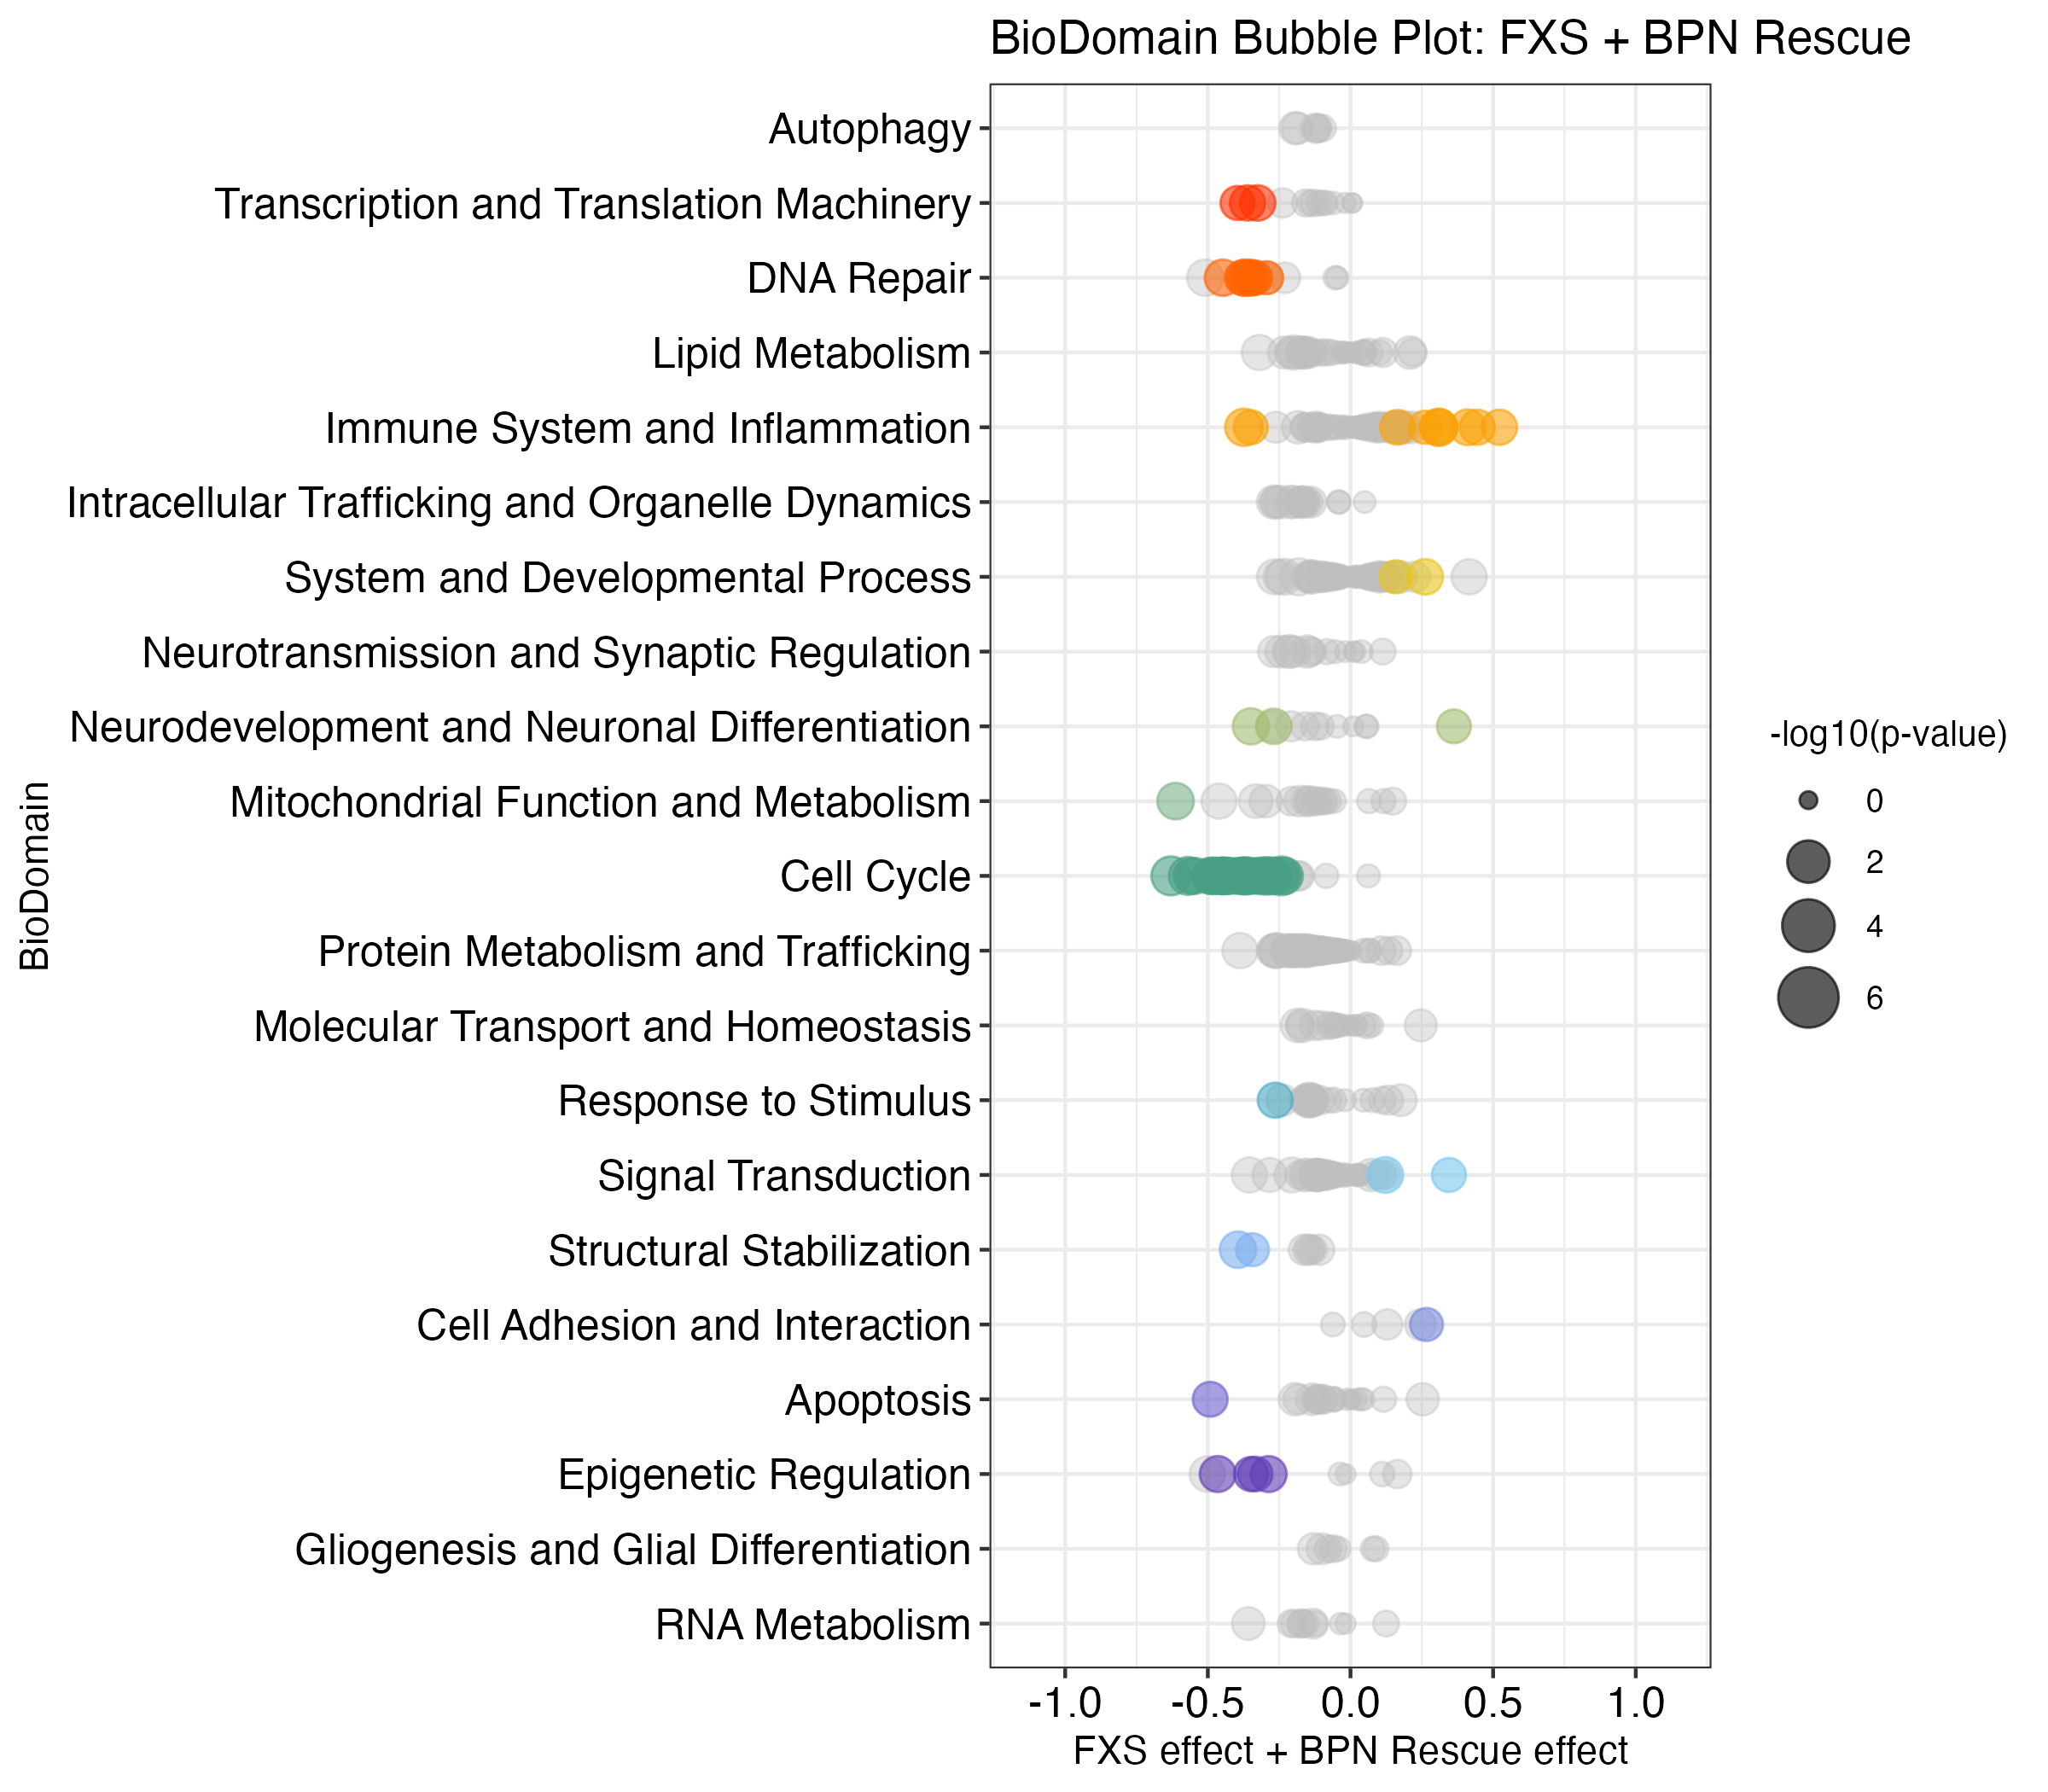 BioDomain Bubble Plot: FXS + BPN Rescue
Autophagy
Transcription and Translation Machinery
DNA Repair
Lipid Metabolism
Immune System and Inflammation
Intracellular Trafficking and Organelle Dynamics
System and Developmental Process
Neurotransmission and Synaptic Regulation
Neurodevelopment and Neuronal Differentiation
Mitochondrial Function and Metabolism
Cell Cycle
Protein Metabolism and Trafficking
Molecular Transport and Homeostasis
Response to Stimulus
Signal Transduction
Structural Stabilization
Cell Adhesion and Interaction
Apoptosis
Epigenetic Regulation
Gliogenesis and Glial Differentiation
RNA Metabolism
BioDomain
-1.0 -0.5 0.0 0.5 1.0
FXS effect + BPN Rescue effect
-log10(p-value)
0
2
4
6